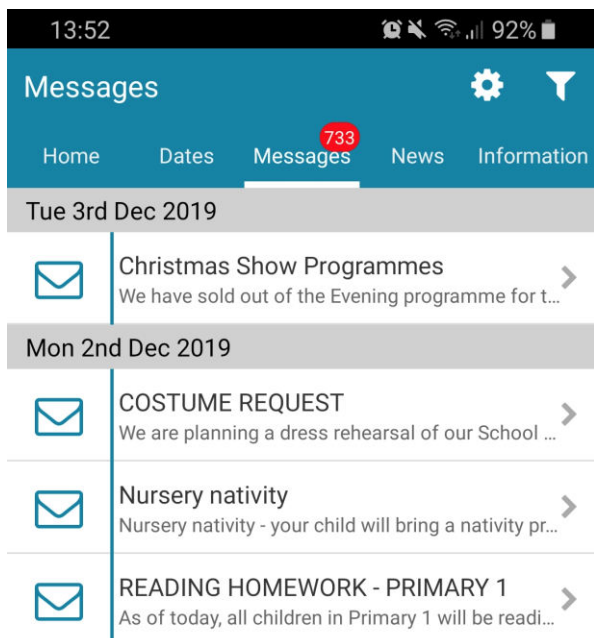 13:52 92%
Messages
733
Home Dates Messages News Information
Tue 3rd Dec 2019
Christmas Show Programmes
We have sold out of the Evening programme for t...
Mon 2nd Dec 2019
COSTUME REQUEST
We are planning a dress rehearsal of our School ...
Nursery nativity
Nursery nativity - your child will bring a nativity pr...
READING HOMEWORK - PRIMARY 1
As of today, all children in Primary 1 will be readi...